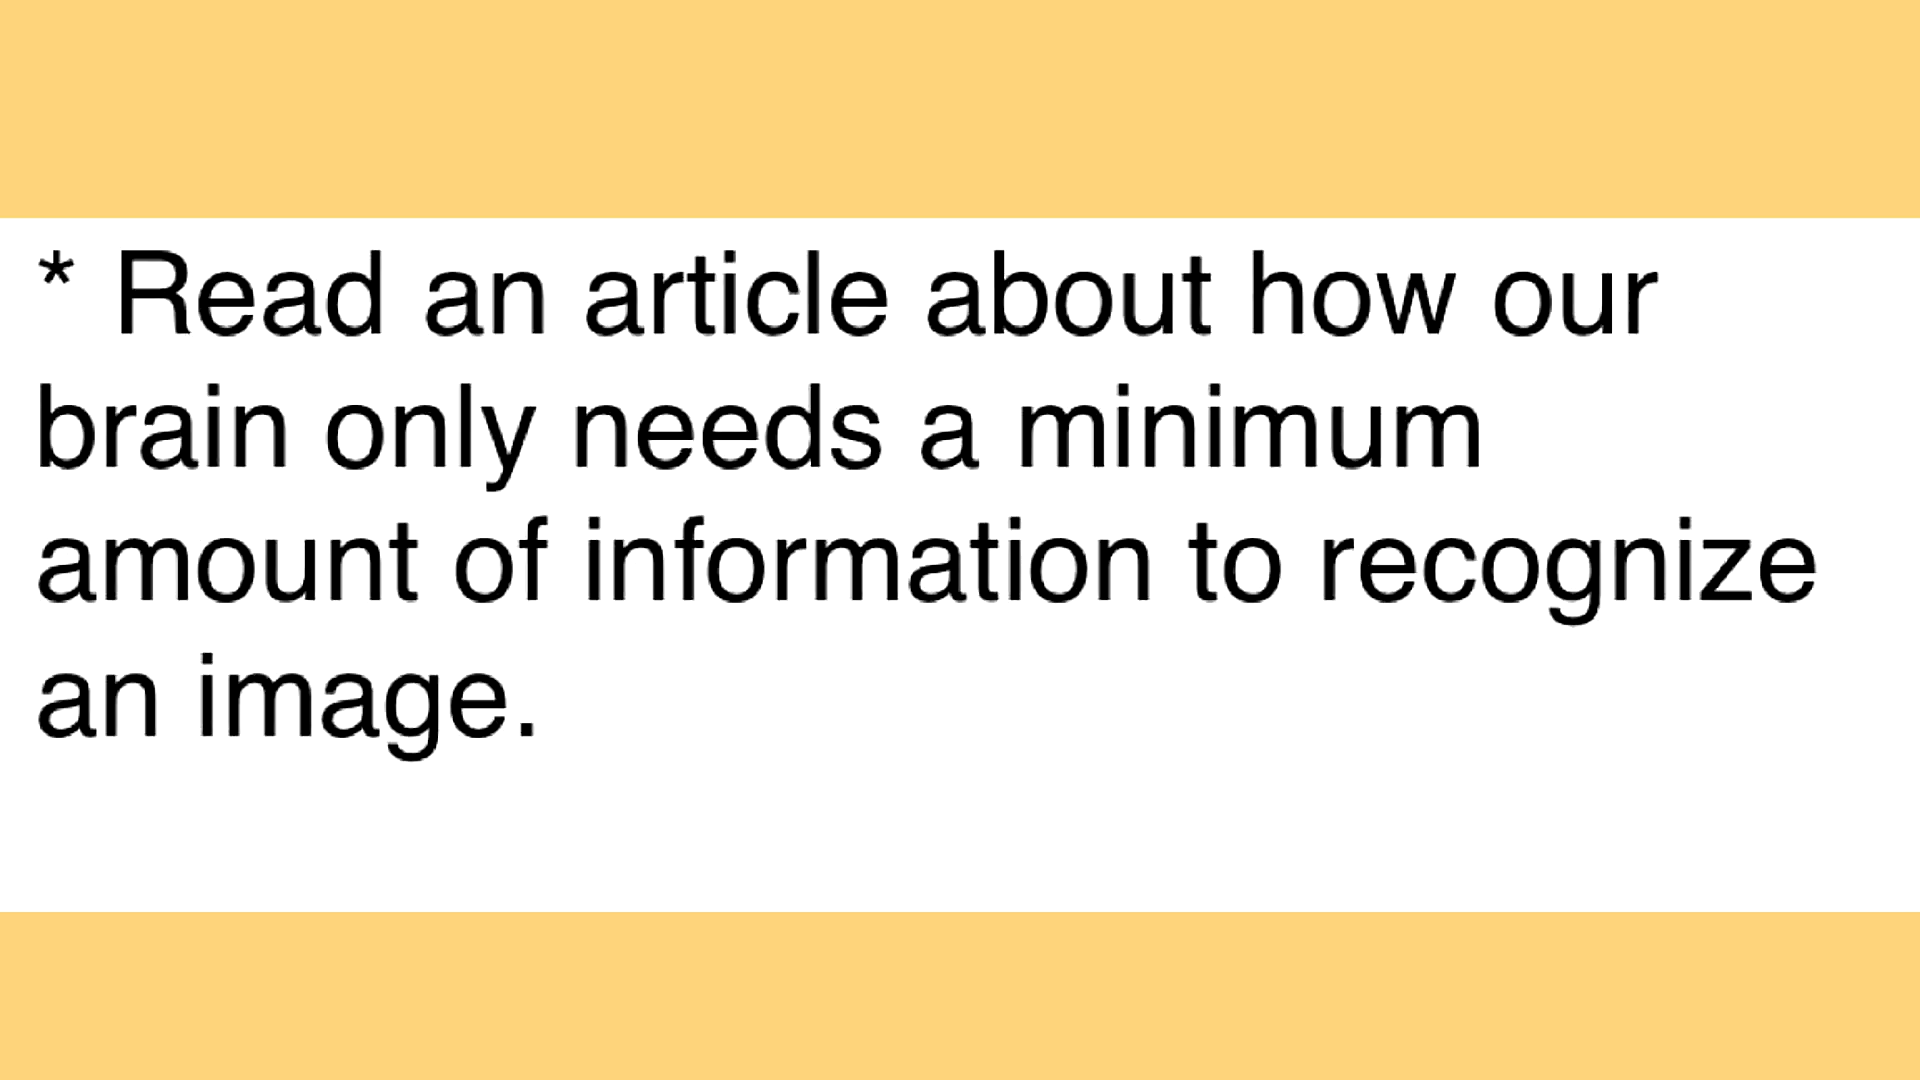 * Read an article about how our
brain only needs a minimum
amount of information to recognize
an image.